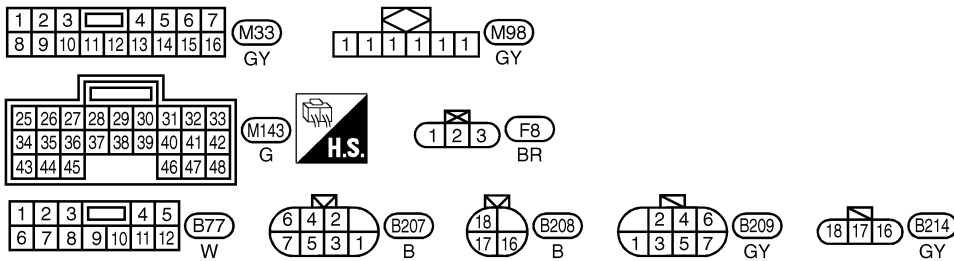 1 2 3 4 5 6 7 M33 1 1 1 1 1 1 M98
8 9 10 11 12 13 14 15 16 GY GY
25 26 27 28 29 30 31 32 33
34 35 36 37 38 39 40 41 42 M143 G H.S. 1 2 3 F8 BR
43 44 45 46 47 48
1 2 3 4 5 B77 6 4 2 B207 18 B208 2 4 6 B209 18 17 16 B214
6 7 8 9 10 11 12 W 7 5 3 1 B 17 16 B 1 3 5 7 GY GY